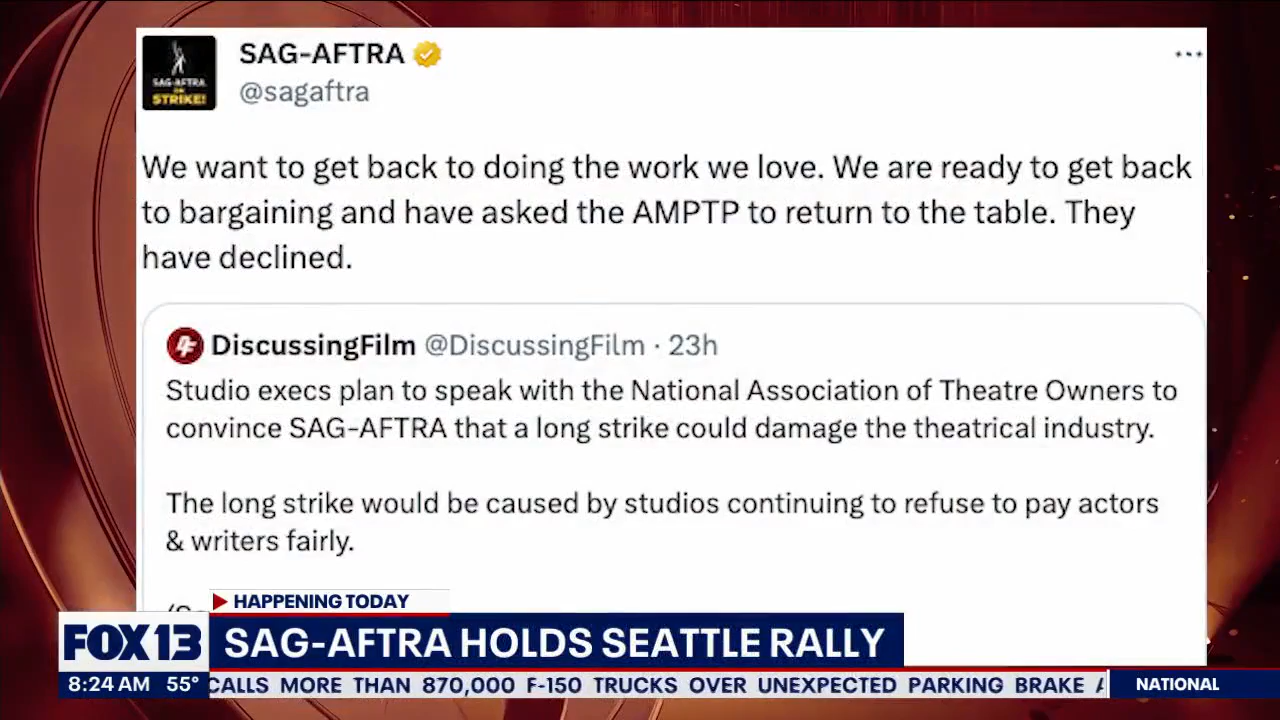 SAG-AFTRA
@sagaftra
SAG-AFTRA
ON
STRIKE!
We want to get back to doing the work we love. We are ready to get back
to bargaining and have asked the AMPTP to return to the table. They
have declined.
DiscussingFilm @DiscussingFilm · 23h
Studio execs plan to speak with the National Association of Theatre Owners to
convince SAG-AFTRA that a long strike could damage the theatrical industry.
The long strike would be caused by studios continuing to refuse to pay actors
& writers fairly.
HAPPENING TODAY
FOX 13
SAG-AFTRA HOLDS SEATTLE RALLY
8:24 AM 55° CALLS MORE THAN 870,000 F-150 TRUCKS OVER UNEXPECTED PARKING BRAKE NATIONAL